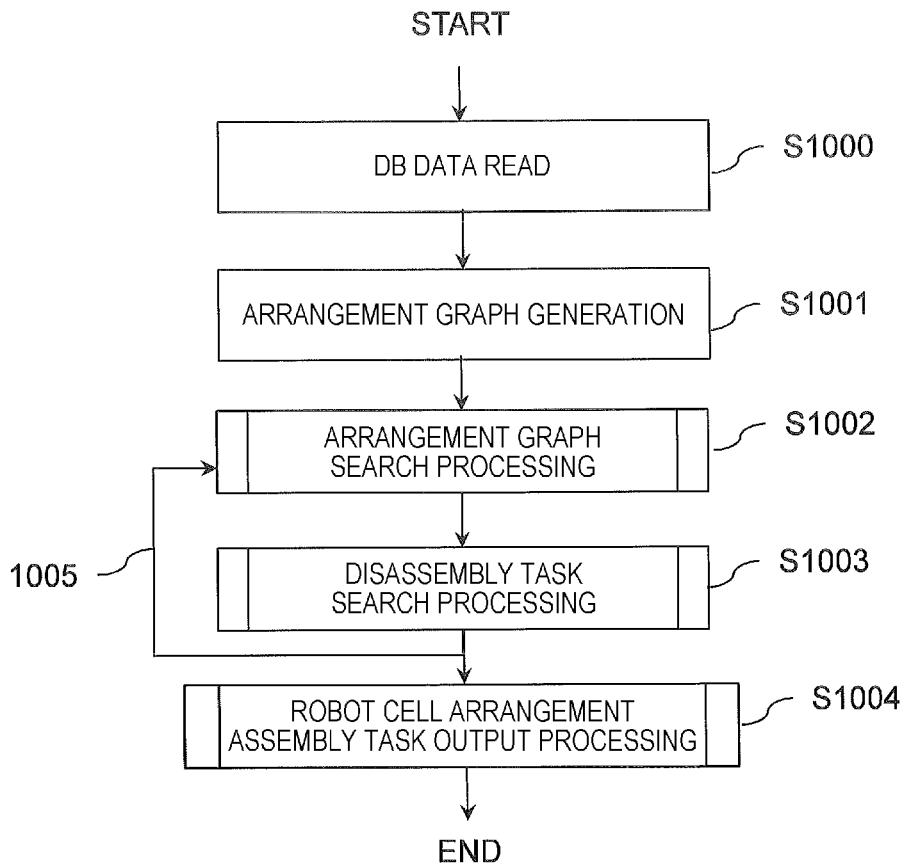 START
DB DATA READ
S1000
ARRANGEMENT GRAPH GENERATION
S1001
ARRANGEMENT GRAPH
SEARCH PROCESSING
S1002
1005
DISASSEMBLY TASK
SEARCH PROCESSING
S1003
ROBOT CELL ARRANGEMENT
ASSEMBLY TASK OUTPUT PROCESSING
S1004
END